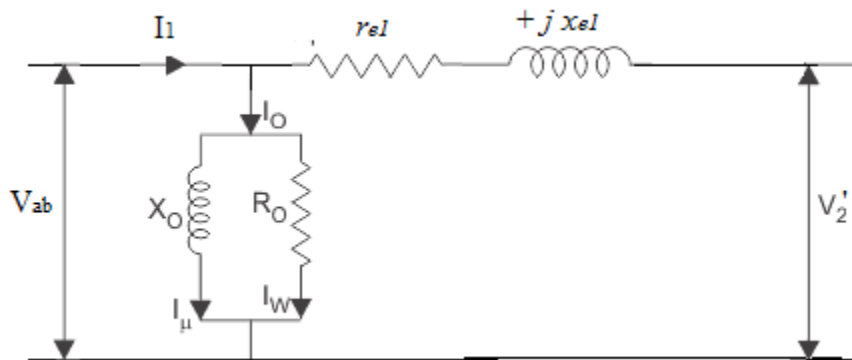 I1
re1
+j xe1
IO
Vab
XO
RO
V2'
Iμ
IW